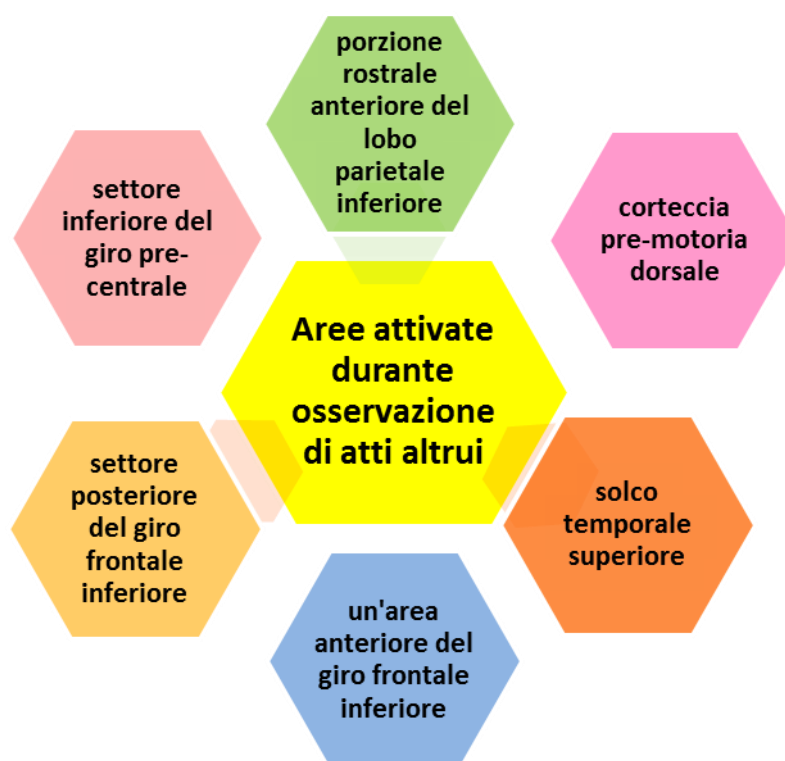 porzione
rostrale
anteriore del
lobo
parietale
inferiore
settore
inferiore del
giro pre-
centrale
corteccia
pre-motoria
dorsale
Aree attivate
durante
osservazione
di atti altrui
settore
posteriore
del giro
frontale
inferiore
solco
temporale
superiore
un'area
anteriore del
giro frontale
inferiore